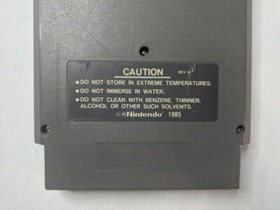 CAUTION
• DO NOT STORE IN EXTREME TEMPERATURES.
• DO NOT IMMERSE IN WATER.
• DO NOT CLEAN WITH BENZENE, THINNER,
ALCOHOL OR OTHER SUCH SOLVENTS.
©Nintendo 1985